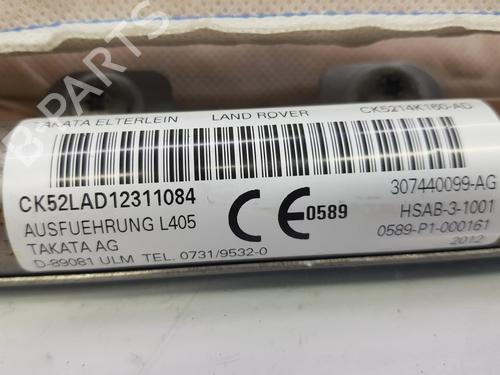 TAKATA ELTERLEIN LAND ROVER CK5214K160-AD
CK52LAD12311084
AUSFUEHRUNG L405
TAKATA AG
D-89081 ULM TEL. 0731/9532-0
CE 0589
307440099-AG
HSAB-3-1001
0589-P1-000161
2012
B-PARTS